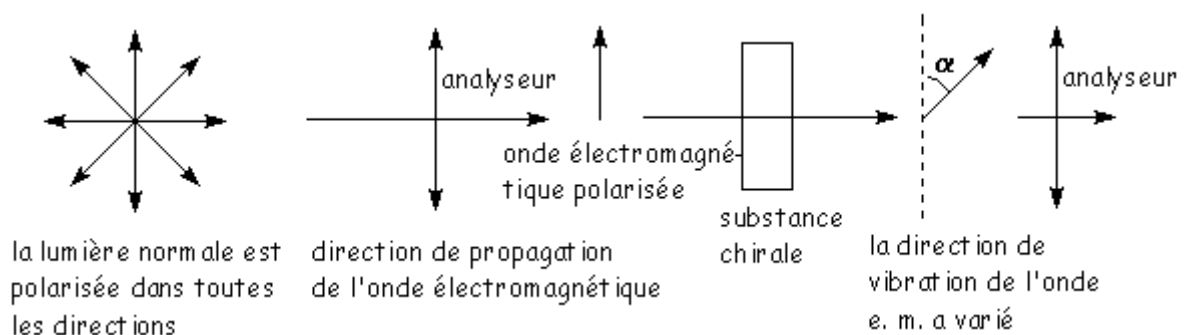 analyseur
onde électromagné-
tique polarisée
substance
chirale
α
analyseur
la lumière normale est
polarisée dans toutes
les directions
direction de propagation
de l'onde électromagnétique
la direction de
vibration de l'onde
e. m. a varié